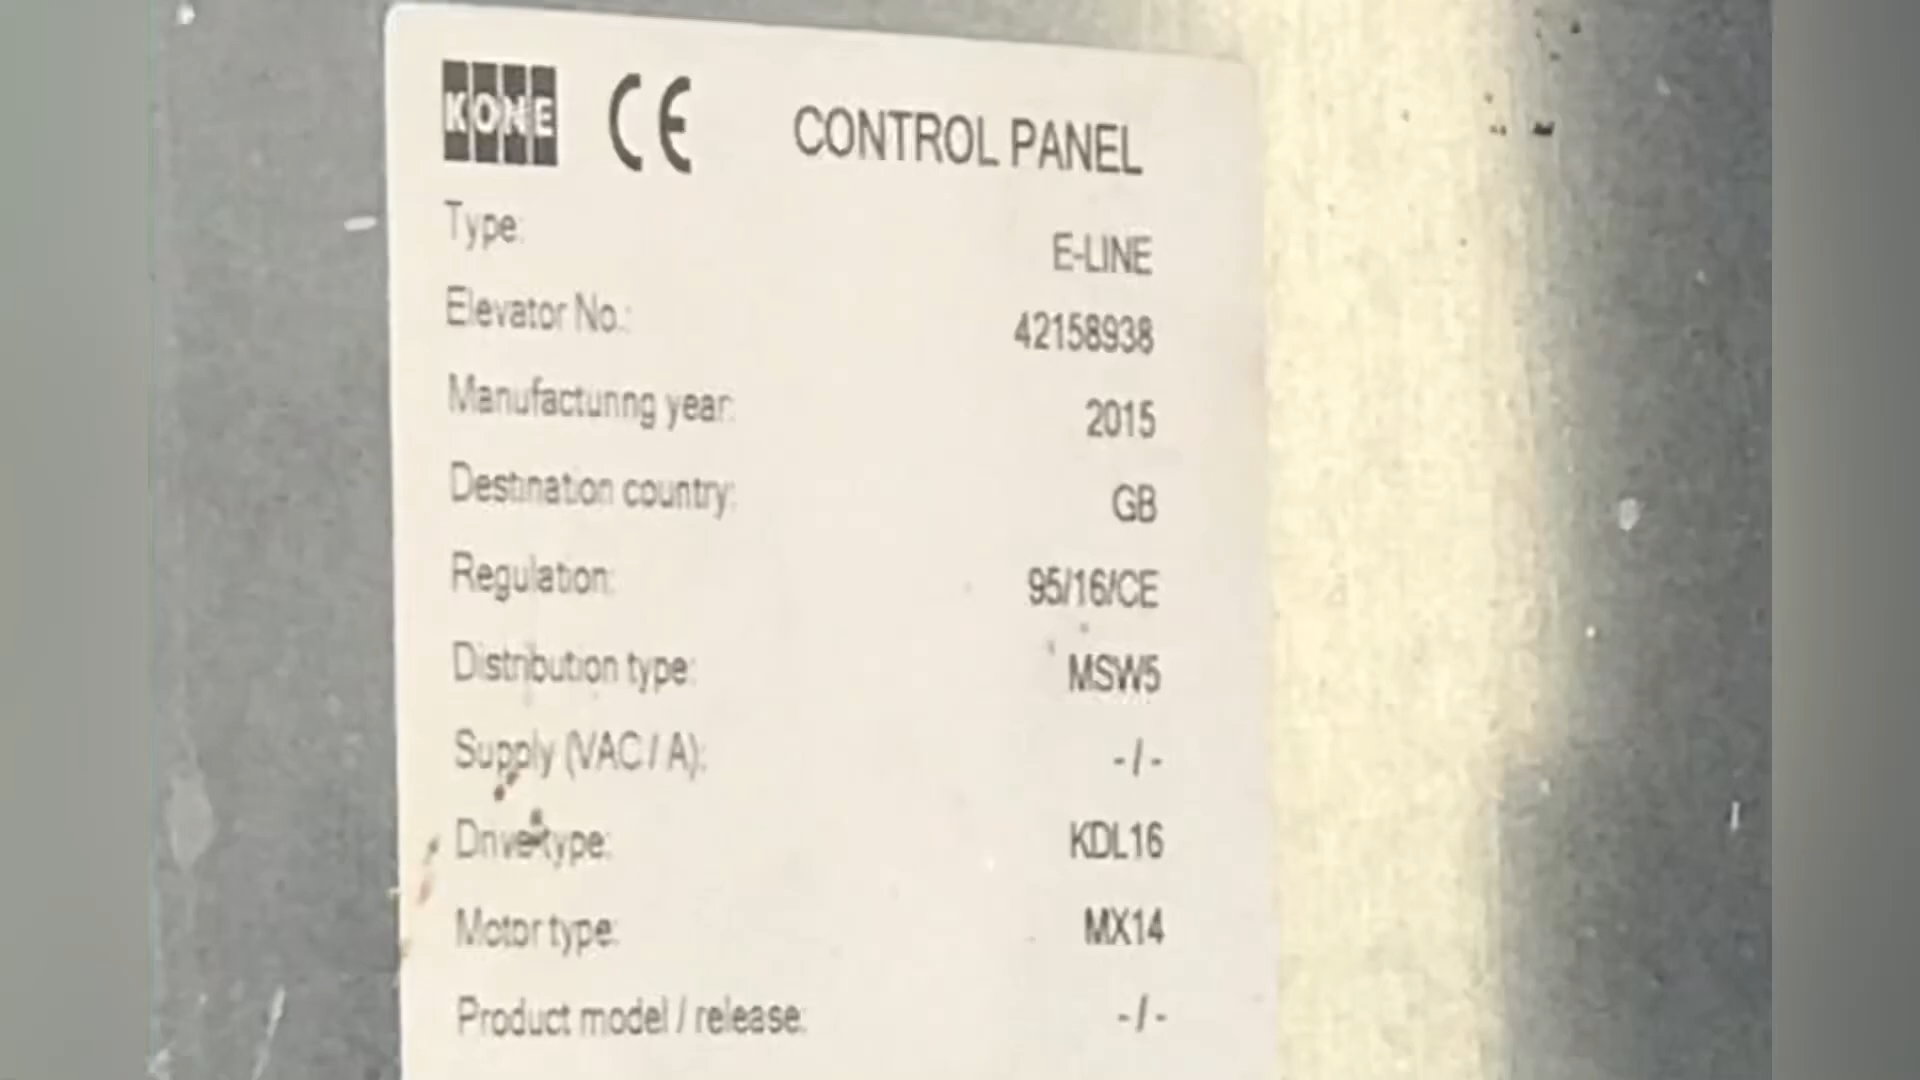 KONE CE CONTROL PANEL
Type: E-LINE
Elevator No.: 42158938
Manufacturing year: 2015
Destination country: GB
Regulation: 95/16/CE
Distribution type: MSW5
Supply (VAC / A): - / -
Drive type: KDL16
Motor type: MX14
Product model / release: - / -